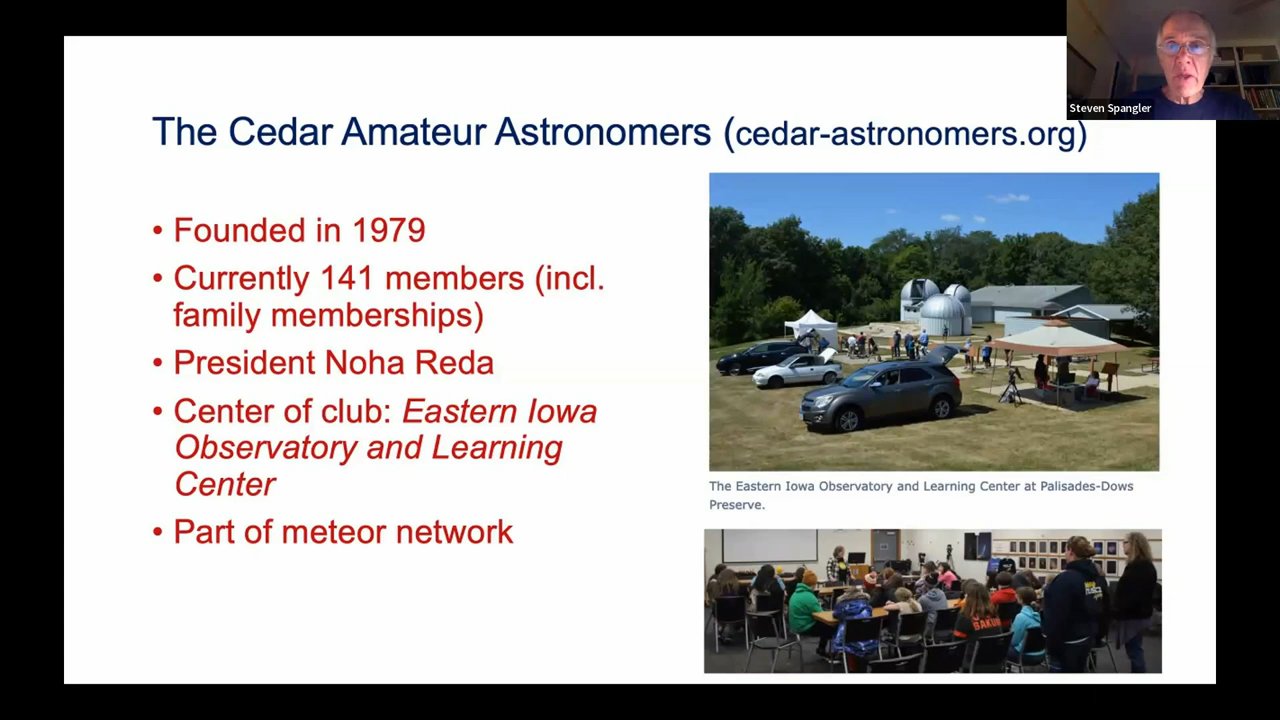 Steven Spangler
The Cedar Amateur Astronomers (cedar-astronomers.org)
• Founded in 1979
• Currently 141 members (incl.
family memberships)
• President Noha Reda
• Center of club: Eastern Iowa
Observatory and Learning
Center
• Part of meteor network
The Eastern Iowa Observatory and Learning Center at Palisades-Dows
Preserve.